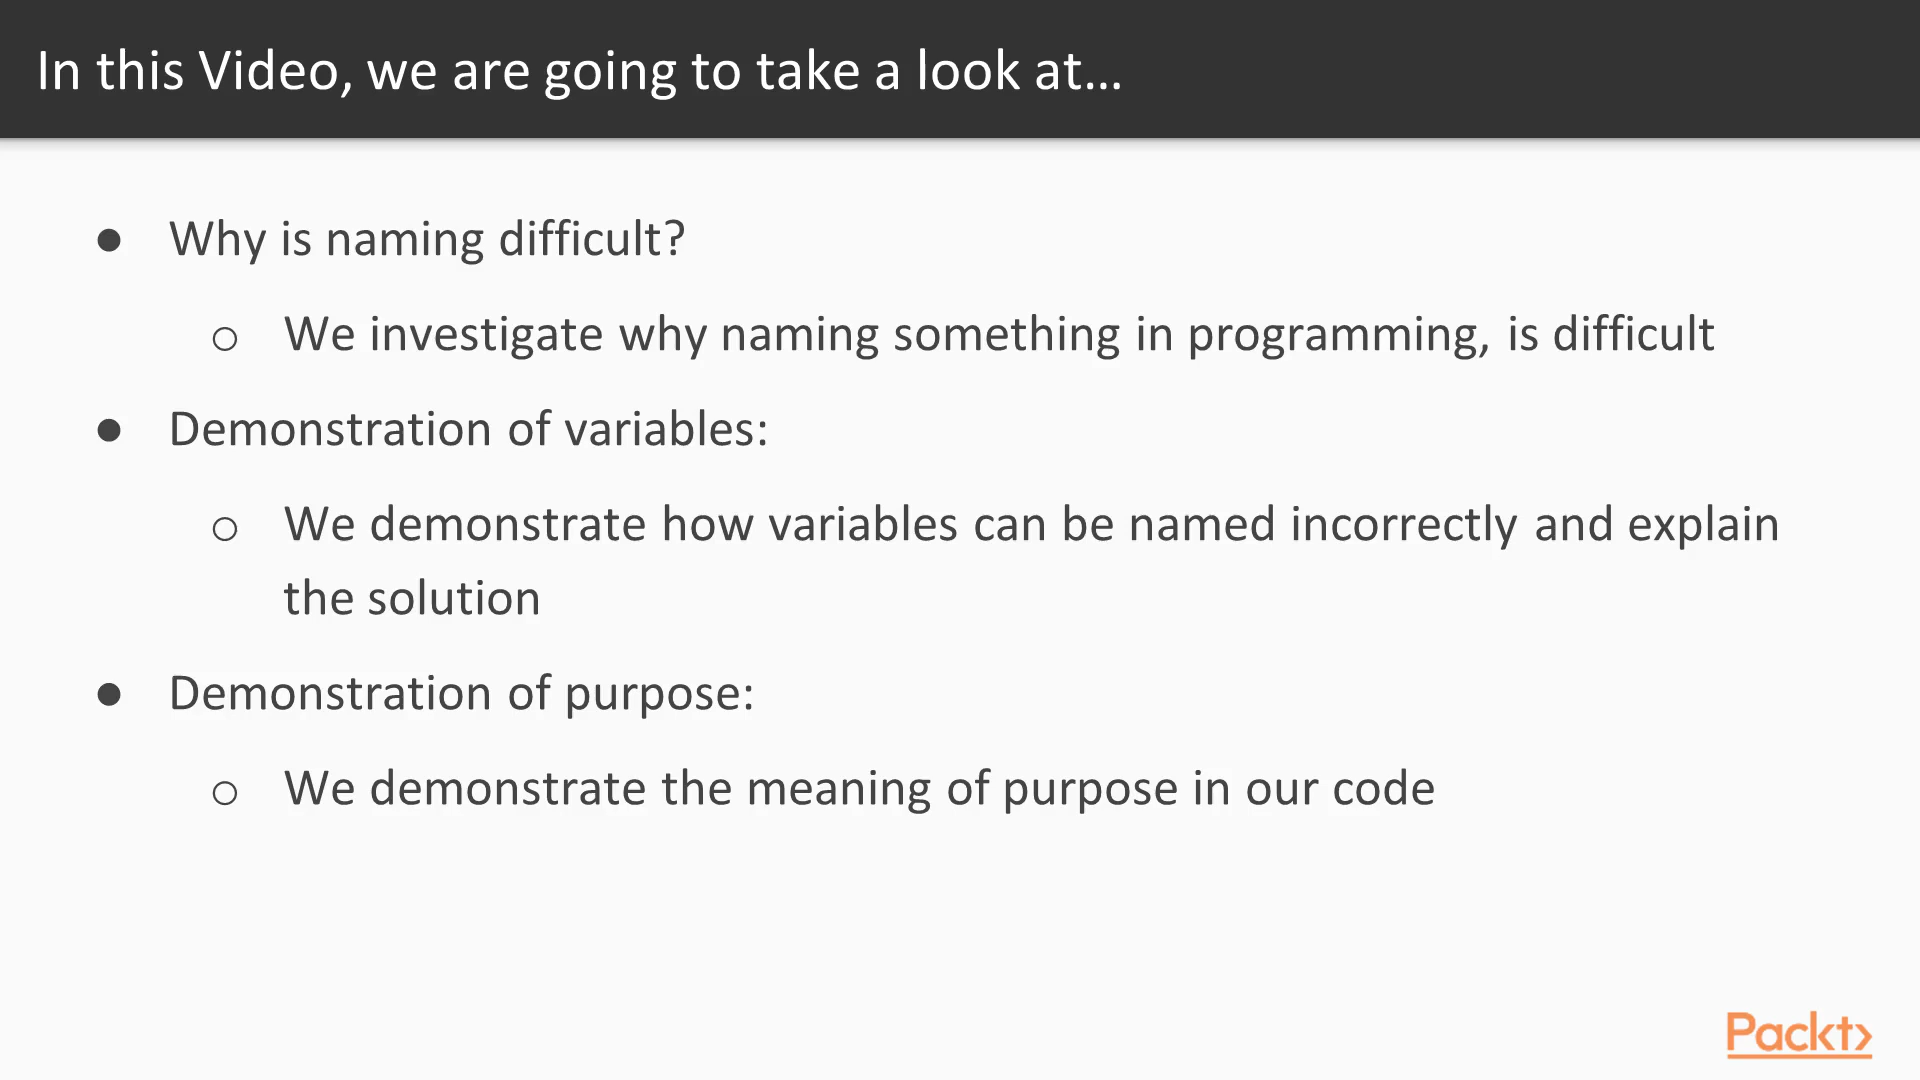 In this Video, we are going to take a look at...
● Why is naming difficult?
○ We investigate why naming something in programming, is difficult
● Demonstration of variables:
○ We demonstrate how variables can be named incorrectly and explain
the solution
● Demonstration of purpose:
○ We demonstrate the meaning of purpose in our code
Packt>